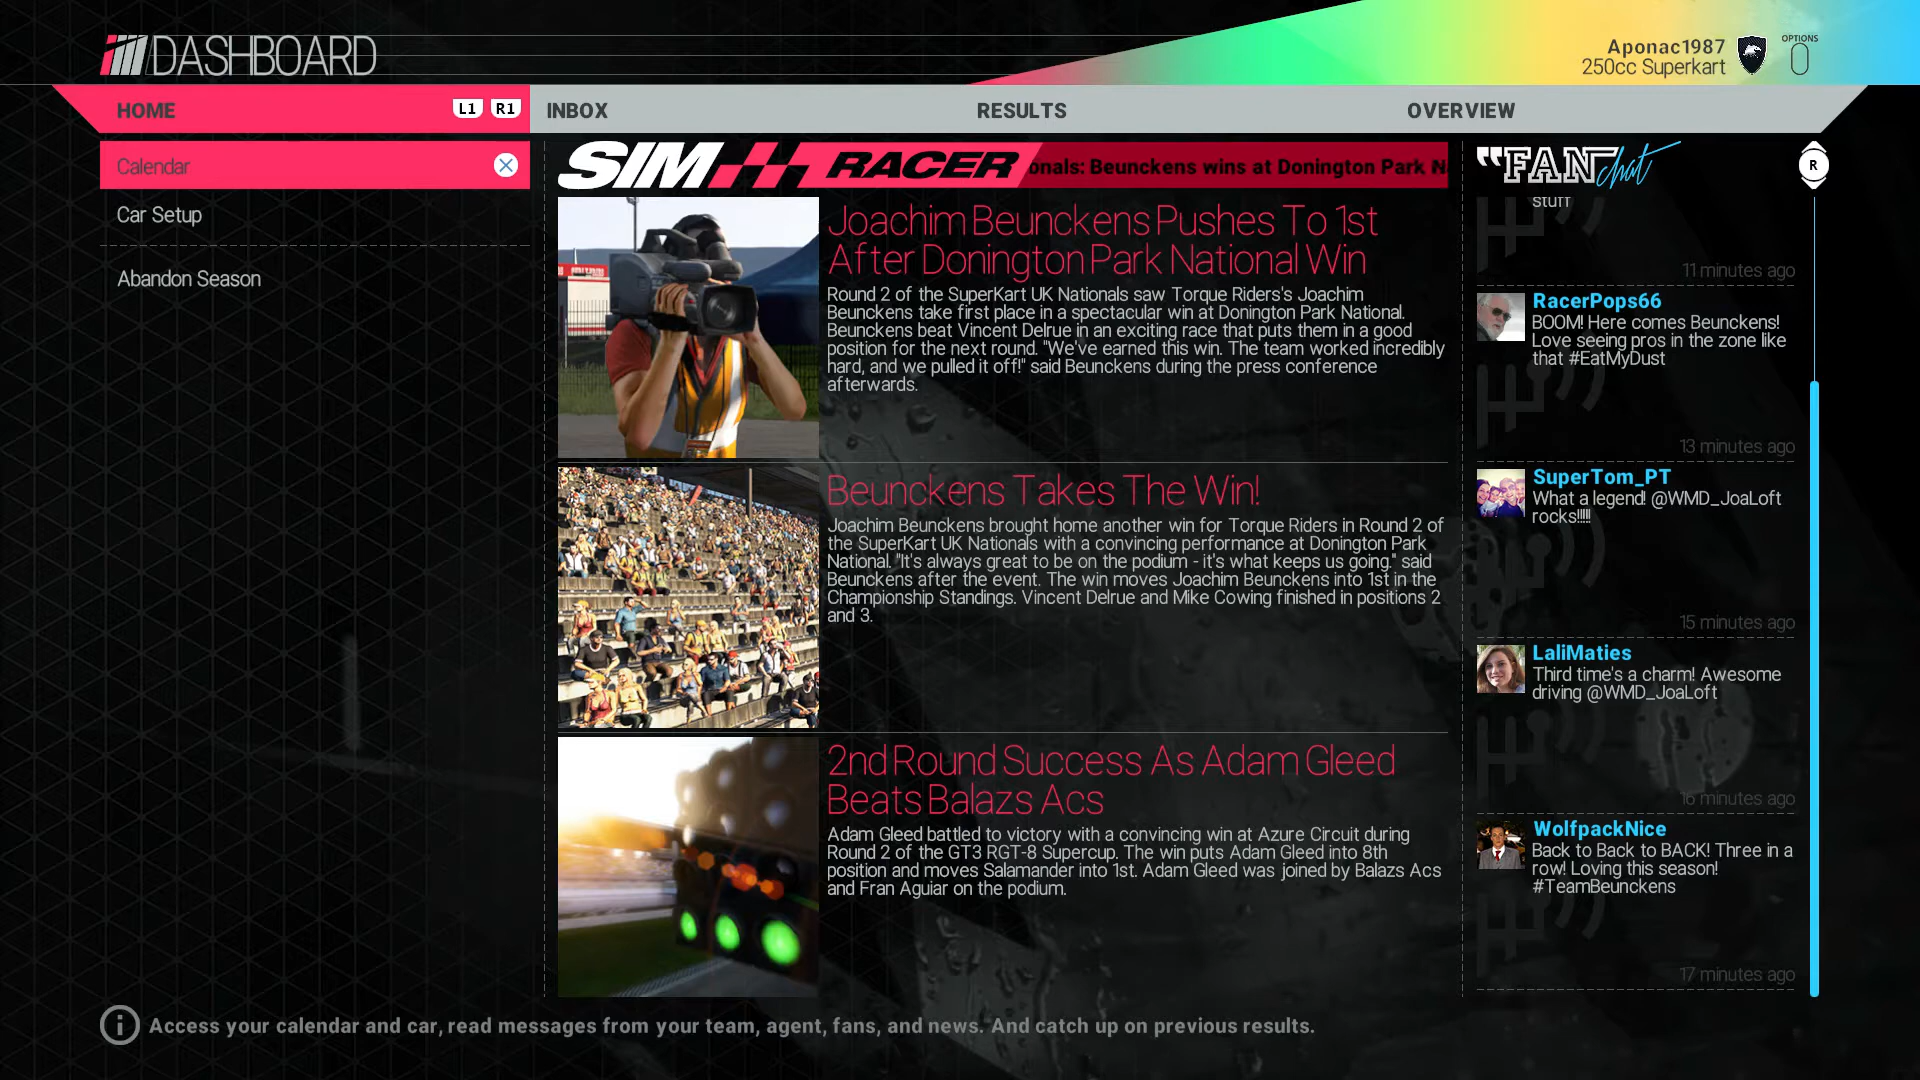 DASHBOARD
Aponac1987
250cc Superkart
OPTIONS
HOME
L1 R1
INBOX
RESULTS
OVERVIEW
Calendar
Car Setup
Abandon Season
SIM RACER
onals: Beunckens wins at Donington Park N
Joachim Beunckens Pushes To 1st
After Donington Park National Win
Round 2 of the SuperKart UK Nationals saw Torque Riders's Joachim
Beunckens take first place in a spectacular win at Donington Park National.
Beunckens beat Vincent Delrue in an exciting race that puts them in a good
position for the next round. "We've earned this win. The team worked incredibly
hard, and we pulled it off!" said Beunckens during the press conference
afterwards.
Beunckens Takes The Win!
Joachim Beunckens brought home another win for Torque Riders in Round 2 of
the SuperKart UK Nationals with a convincing performance at Donington Park
National. "It's always great to be on the podium - it's what keeps us going." said
Beunckens after the event. The win moves Joachim Beunckens into 1st in the
Championship Standings. Vincent Delrue and Mike Cowing finished in positions 2
and 3.
2nd Round Success As Adam Gleed
Beats Balazs Acs
Adam Gleed battled to victory with a convincing win at Azure Circuit during
Round 2 of the GT3 RGT-8 Supercup. The win puts Adam Gleed into 8th
position and moves Salamander into 1st. Adam Gleed was joined by Balazs Acs
and Fran Aguiar on the podium.
"FAN chat
R
stuff
11 minutes ago
RacerPops66
BOOM! Here comes Beunckens!
Love seeing pros in the zone like
that #EatMyDust
13 minutes ago
SuperTom_PT
What a legend! @WMD_JoaLoft
rocks!!!!!
15 minutes ago
LaliMaties
Third time's a charm! Awesome
driving @WMD_JoaLoft
16 minutes ago
WolfpackNice
Back to Back to BACK! Three in a
row! Loving this season!
#TeamBeunckens
17 minutes ago
Access your calendar and car, read messages from your team, agent, fans, and news. And catch up on previous results.